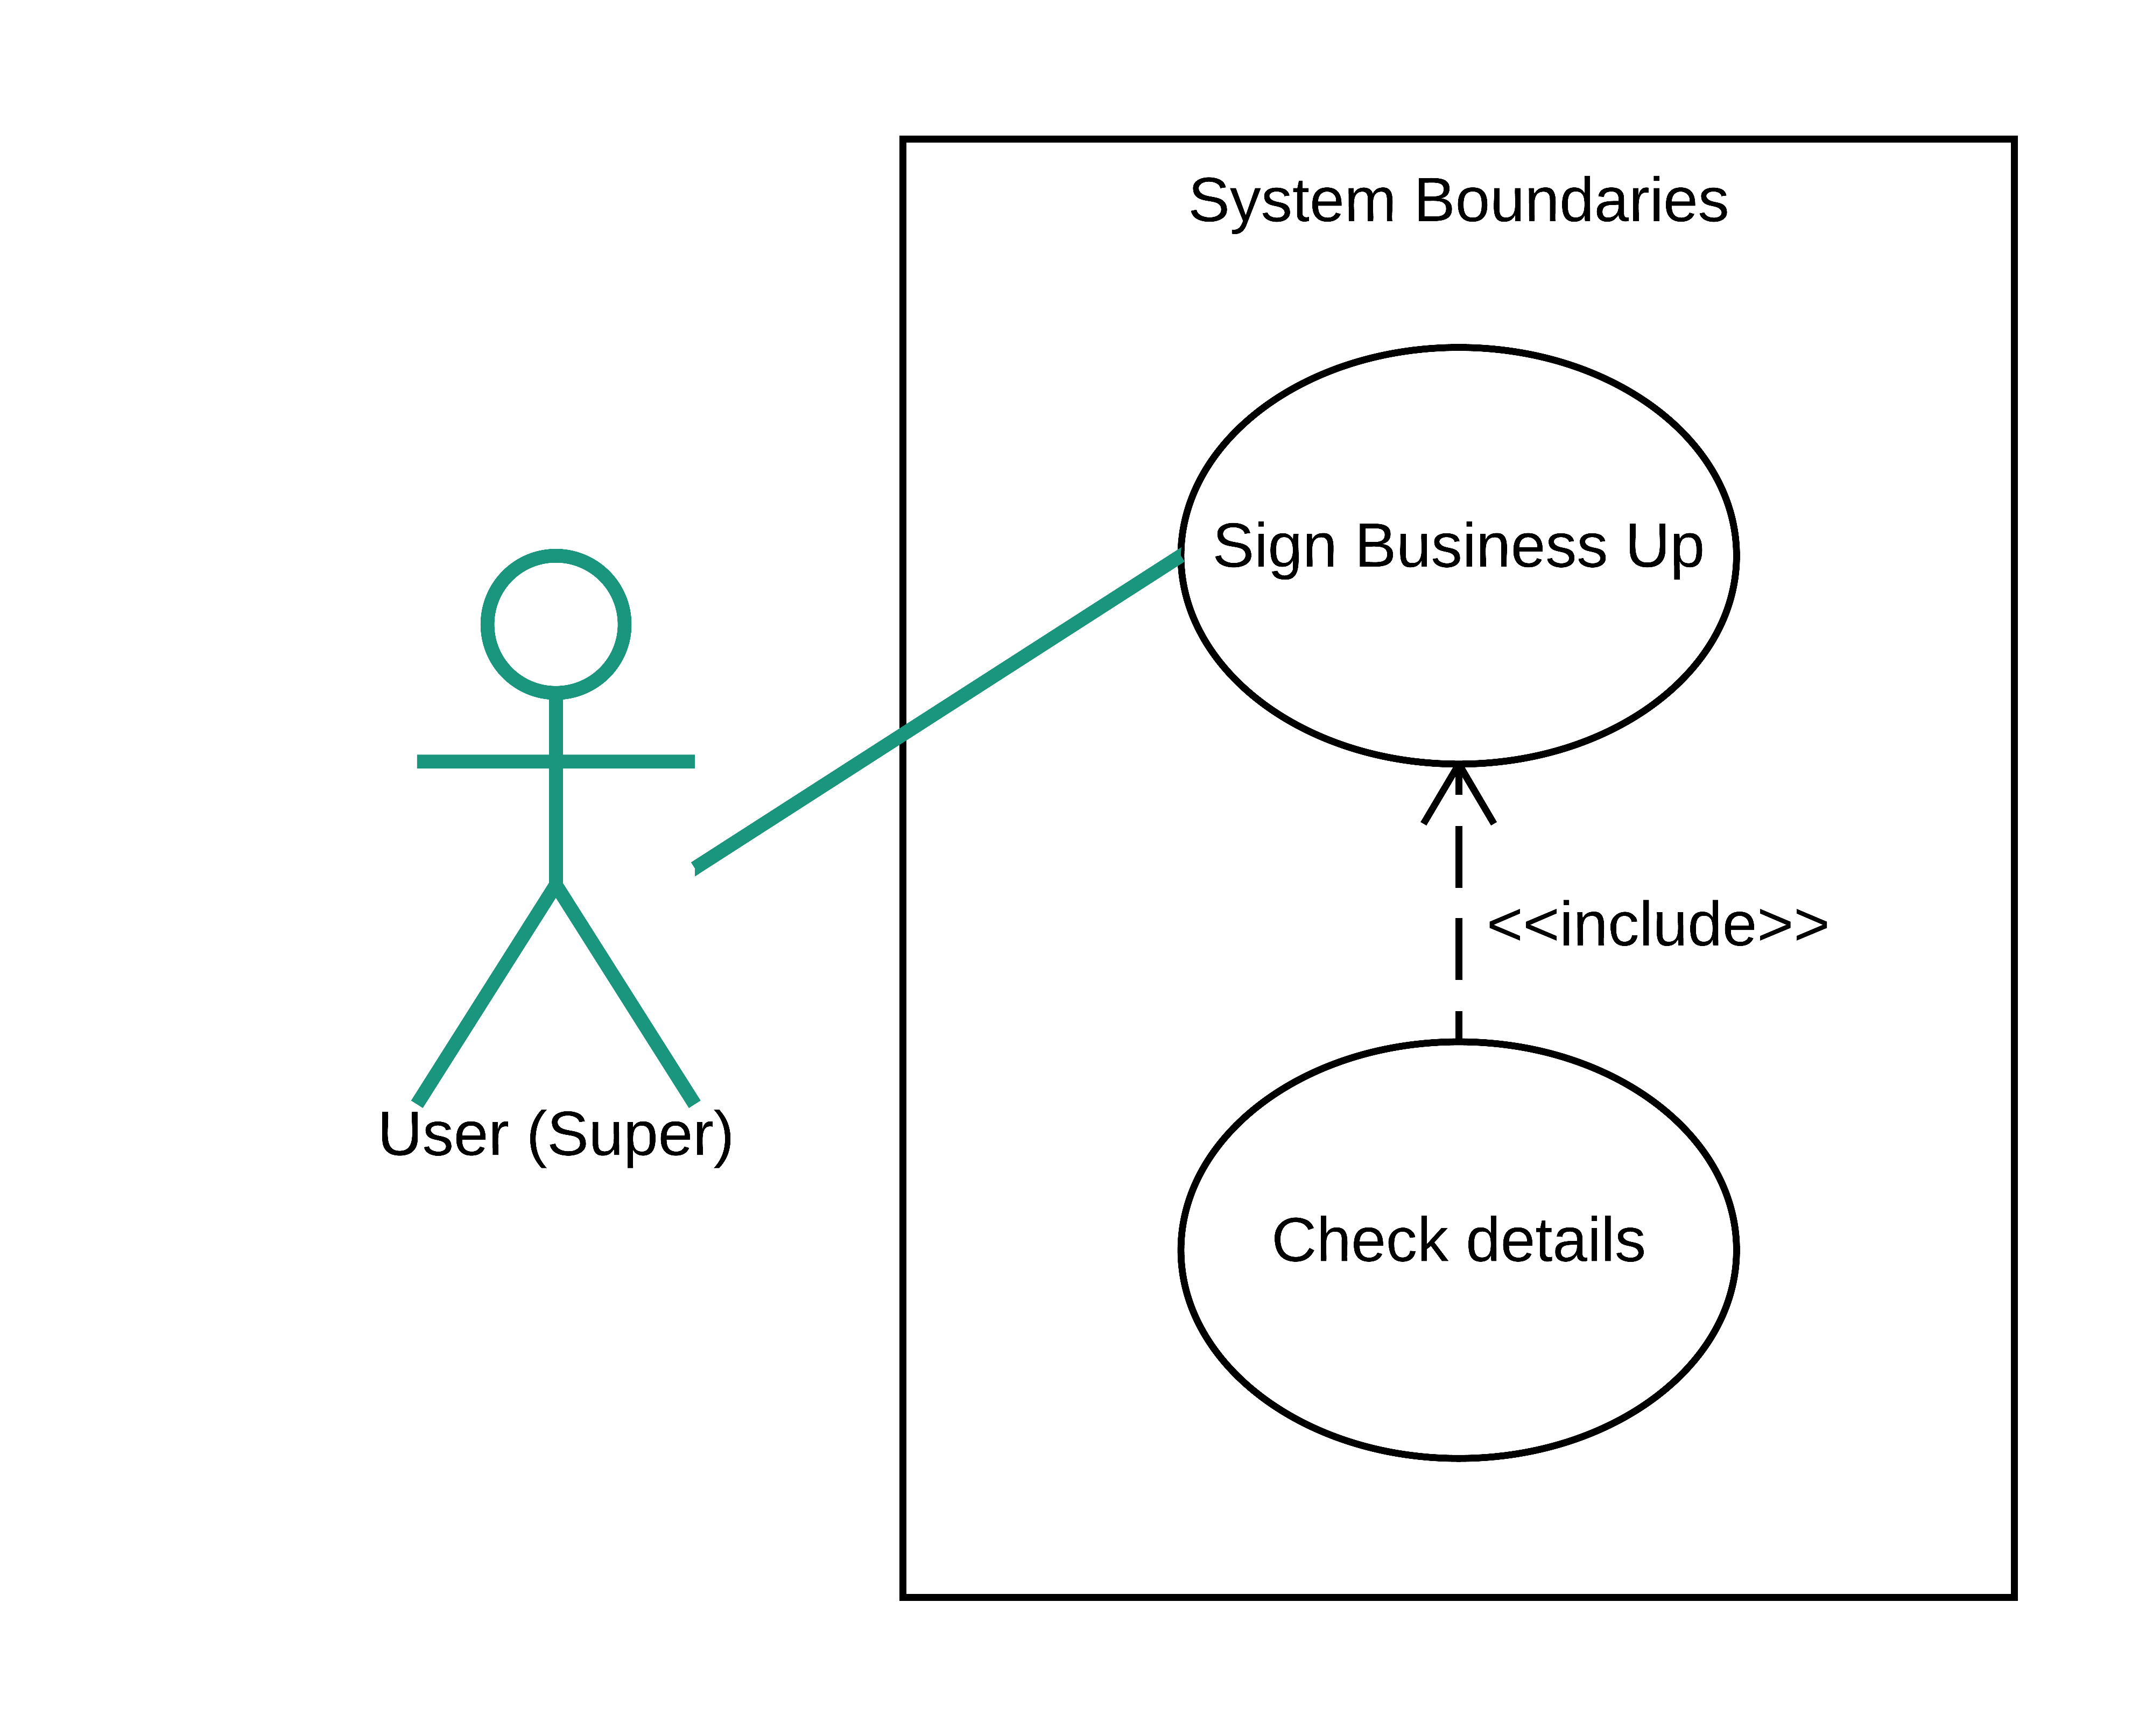 System Boundaries
Sign Business Up
<<include>>
User (Super)
Check details